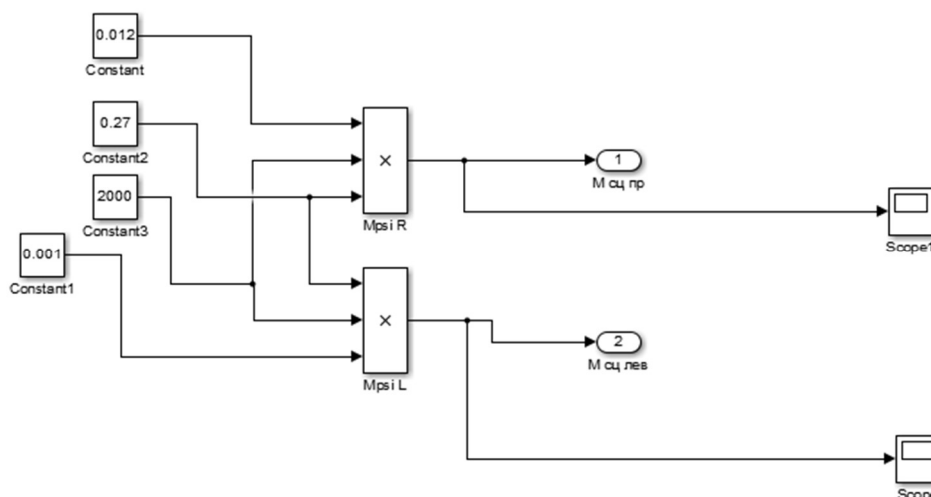 0.012
Constant
0.27
Constant2
2000
Constant3
0.001
Constant1
×
Mpsi R
×
Mpsi L
1
М сц пр
2
М сц лев
Scope1
Scope